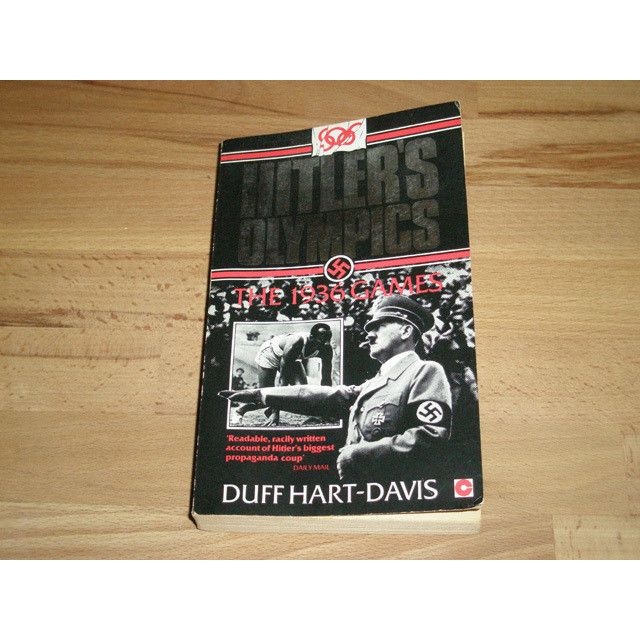 HITLER'S
OLYMPICS
THE 1936 GAMES
'Readable, racily written
account of Hitler's biggest
propaganda coup'
DAILY MAIL
DUFF HART-DAVIS